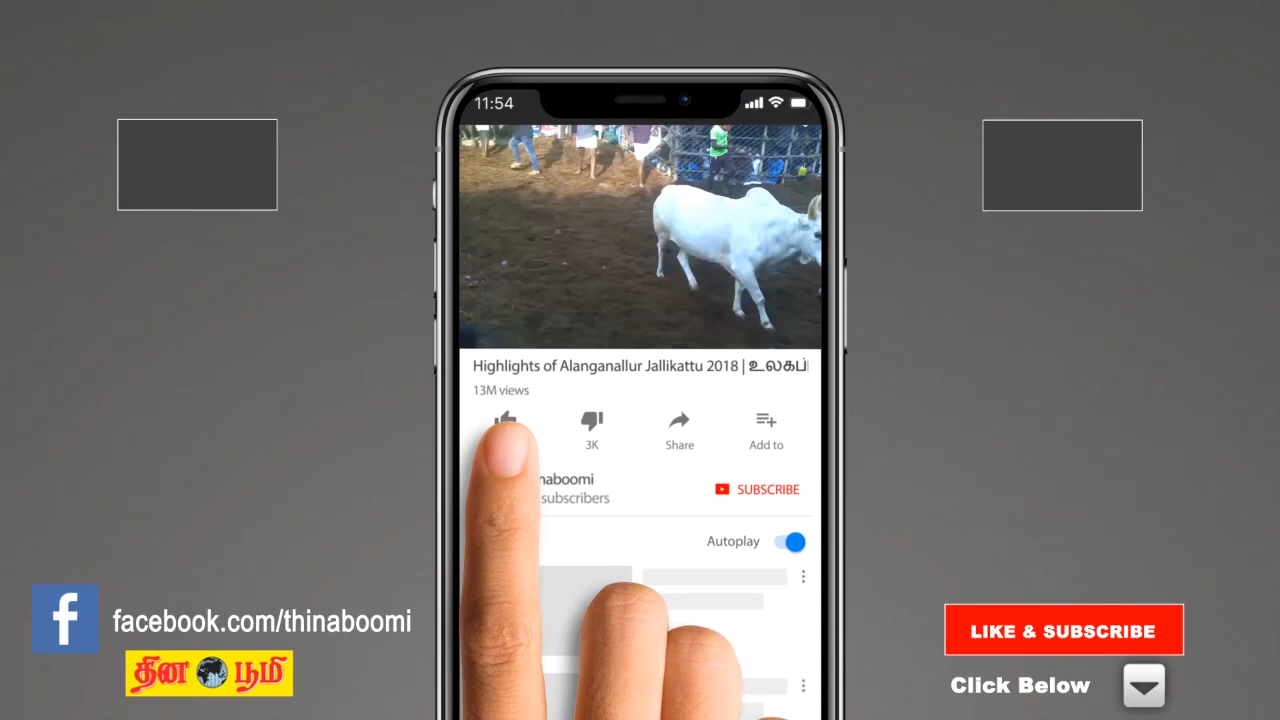 11:54
Highlights of Alanganallur Jallikattu 2018 | உலகப்
13M views
3K
Share
Add to
naboomi
subscribers
SUBSCRIBE
Autoplay
facebook.com/thinaboomi
தின பூமி
LIKE & SUBSCRIBE
Click Below